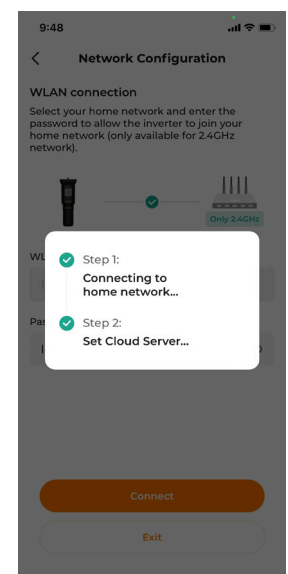 9:48
Network Configuration
WLAN connection
Select your home network and enter the
password to allow the inverter to join your
home network (only available for 2.4GHz
network).
Only 2.4GHz
WL
Step 1:
Connecting to
home network...
Pas
Step 2:
Set Cloud Server...
Connect
Exit